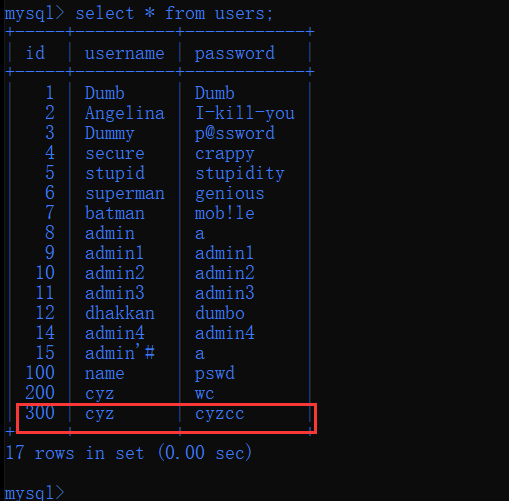 mysql> select * from users;
+-----+----------+------------+
| id  | username | password   |
+-----+----------+------------+
|   1 | Dumb     | Dumb       |
|   2 | Angelina | I-kill-you |
|   3 | Dummy    | p@ssword   |
|   4 | secure   | crappy     |
|   5 | stupid   | stupidity  |
|   6 | superman | genious    |
|   7 | batman   | mob!le     |
|   8 | admin    | a          |
|   9 | admin1   | admin1     |
|  10 | admin2   | admin2     |
|  11 | admin3   | admin3     |
|  12 | dhakkan  | dumbo      |
|  14 | admin4   | admin4     |
|  15 | admin'#  | a          |
| 100 | name     | pswd       |
| 200 | cyz      | wc         |
| 300 | cyz      | cyzcc      |
+-----+----------+------------+
17 rows in set (0.00 sec)
mysql>